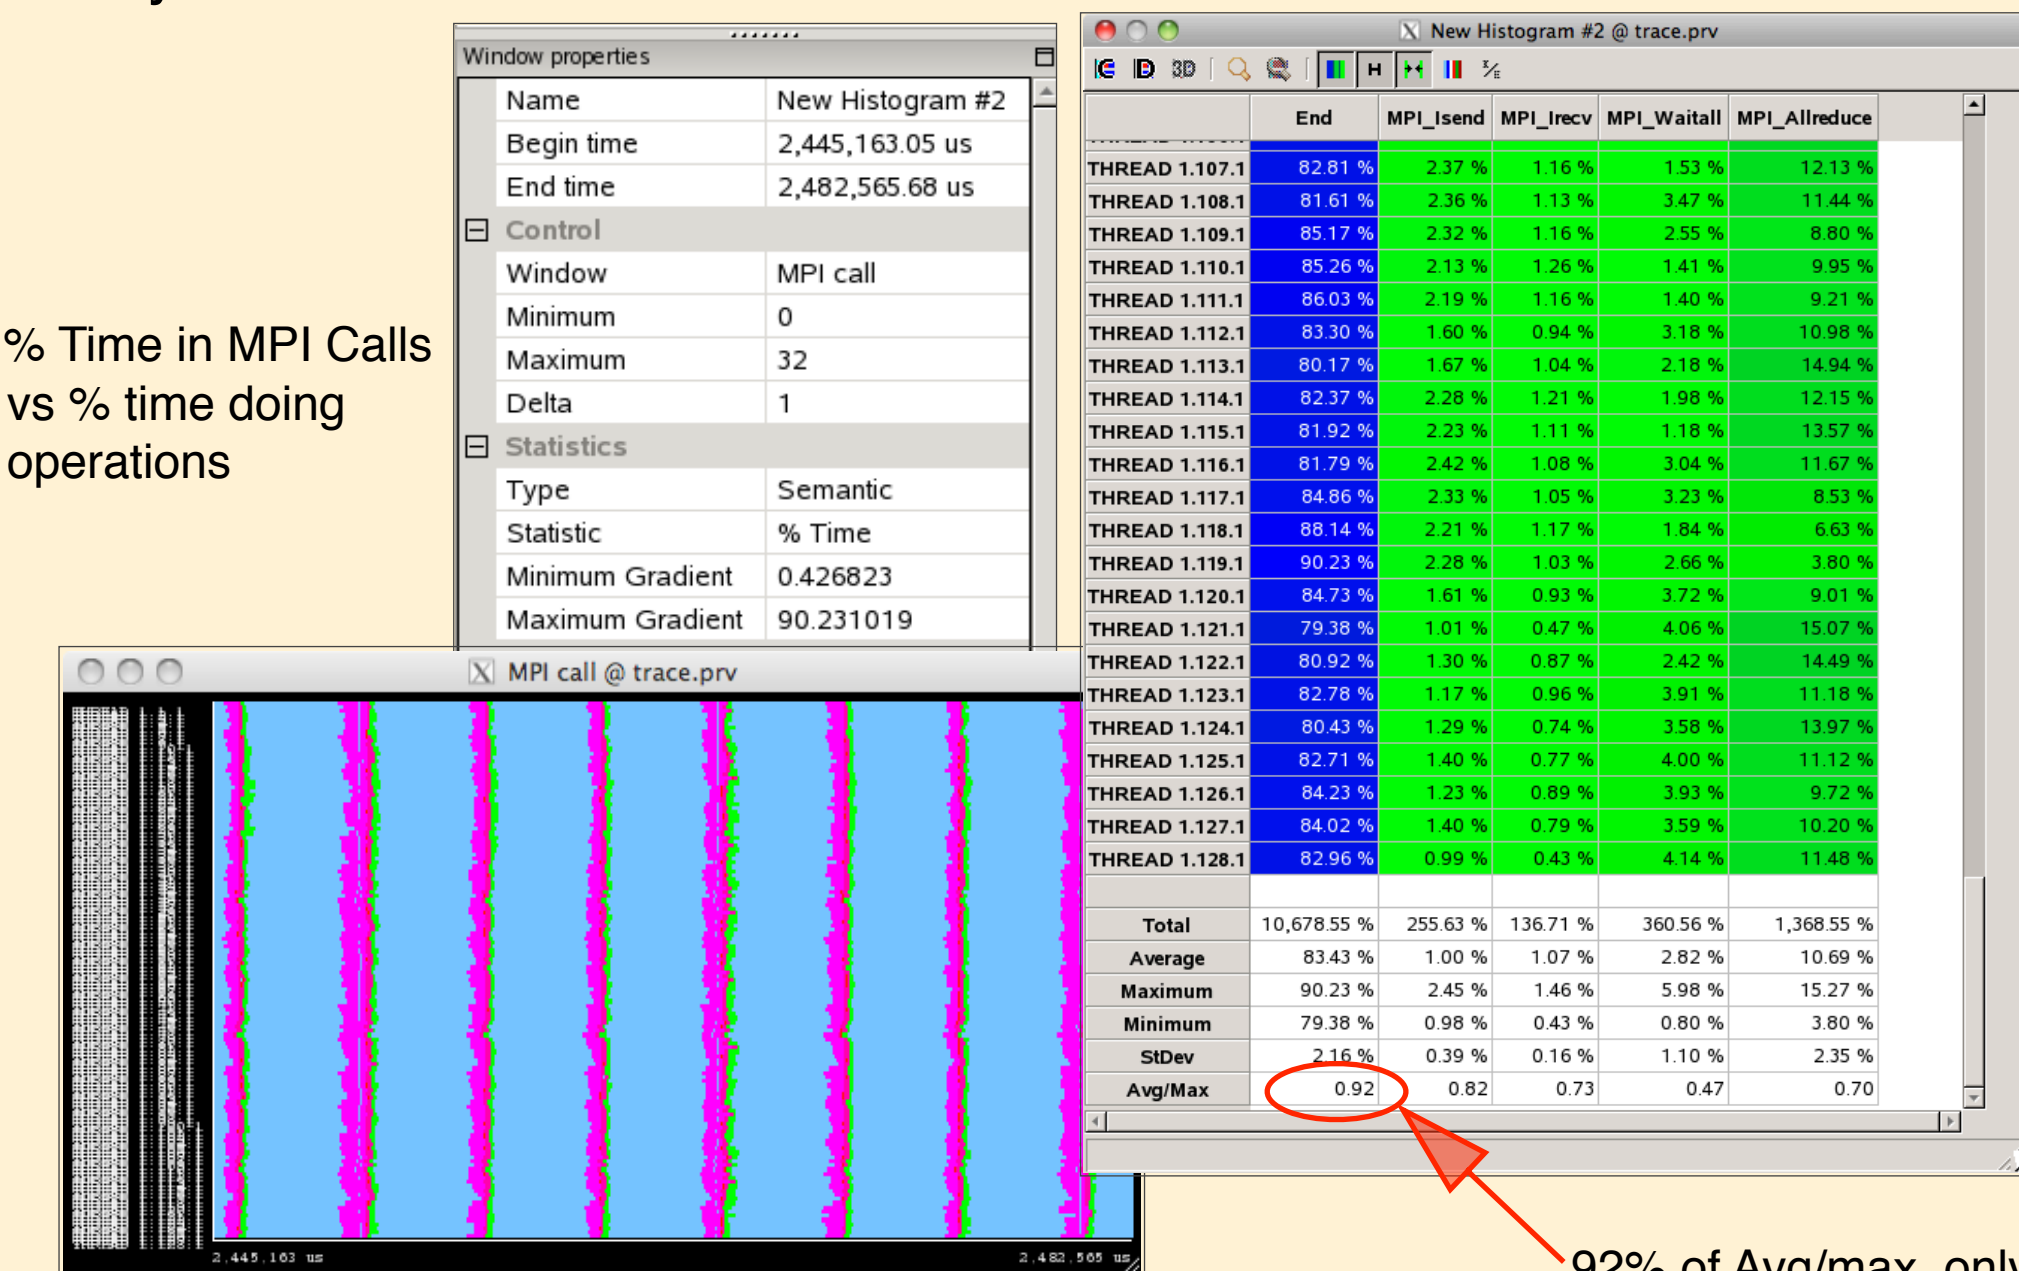 % Time in MPI Calls
vs % time doing
operations
Window properties
Name New Histogram #2
Begin time 2,445,163.05 us
End time 2,482,565.68 us
Control
Window MPI call
Minimum 0
Maximum 32
Delta 1
Statistics
Type Semantic
Statistic % Time
Minimum Gradient 0.426823
Maximum Gradient 90.231019
MPI call @ trace.prv
2,445,163 us 2,482,565 us
New Histogram #2 @ trace.prv
3D H
End MPI_Isend MPI_Irecv MPI_Waitall MPI_Allreduce
THREAD 1.107.1 82.81 % 2.37 % 1.16 % 1.53 % 12.13 %
THREAD 1.108.1 81.61 % 2.36 % 1.13 % 3.47 % 11.44 %
THREAD 1.109.1 85.17 % 2.32 % 1.16 % 2.55 % 8.80 %
THREAD 1.110.1 85.26 % 2.13 % 1.26 % 1.41 % 9.95 %
THREAD 1.111.1 86.03 % 2.19 % 1.16 % 1.40 % 9.21 %
THREAD 1.112.1 83.30 % 1.60 % 0.94 % 3.18 % 10.98 %
THREAD 1.113.1 80.17 % 1.67 % 1.04 % 2.18 % 14.94 %
THREAD 1.114.1 82.37 % 2.28 % 1.21 % 1.98 % 12.15 %
THREAD 1.115.1 81.92 % 2.23 % 1.11 % 1.18 % 13.57 %
THREAD 1.116.1 81.79 % 2.42 % 1.08 % 3.04 % 11.67 %
THREAD 1.117.1 84.86 % 2.33 % 1.05 % 3.23 % 8.53 %
THREAD 1.118.1 88.14 % 2.21 % 1.17 % 1.84 % 6.63 %
THREAD 1.119.1 90.23 % 2.28 % 1.03 % 2.66 % 3.80 %
THREAD 1.120.1 84.73 % 1.61 % 0.93 % 3.72 % 9.01 %
THREAD 1.121.1 79.38 % 1.01 % 0.47 % 4.06 % 15.07 %
THREAD 1.122.1 80.92 % 1.30 % 0.87 % 2.42 % 14.49 %
THREAD 1.123.1 82.78 % 1.17 % 0.96 % 3.91 % 11.18 %
THREAD 1.124.1 80.43 % 1.29 % 0.74 % 3.58 % 13.97 %
THREAD 1.125.1 82.71 % 1.40 % 0.77 % 4.00 % 11.12 %
THREAD 1.126.1 84.23 % 1.23 % 0.89 % 3.93 % 9.72 %
THREAD 1.127.1 84.02 % 1.40 % 0.79 % 3.59 % 10.20 %
THREAD 1.128.1 82.96 % 0.99 % 0.43 % 4.14 % 11.48 %
Total 10,678.55 % 255.63 % 136.71 % 360.56 % 1,368.55 %
Average 83.43 % 1.00 % 1.07 % 2.82 % 10.69 %
Maximum 90.23 % 2.45 % 1.46 % 5.98 % 15.27 %
Minimum 79.38 % 0.98 % 0.43 % 0.80 % 3.80 %
StDev 2.16 % 0.39 % 0.16 % 1.10 % 2.35 %
Avg/Max 0.92 0.82 0.73 0.47 0.70
92% of Avg/max, only